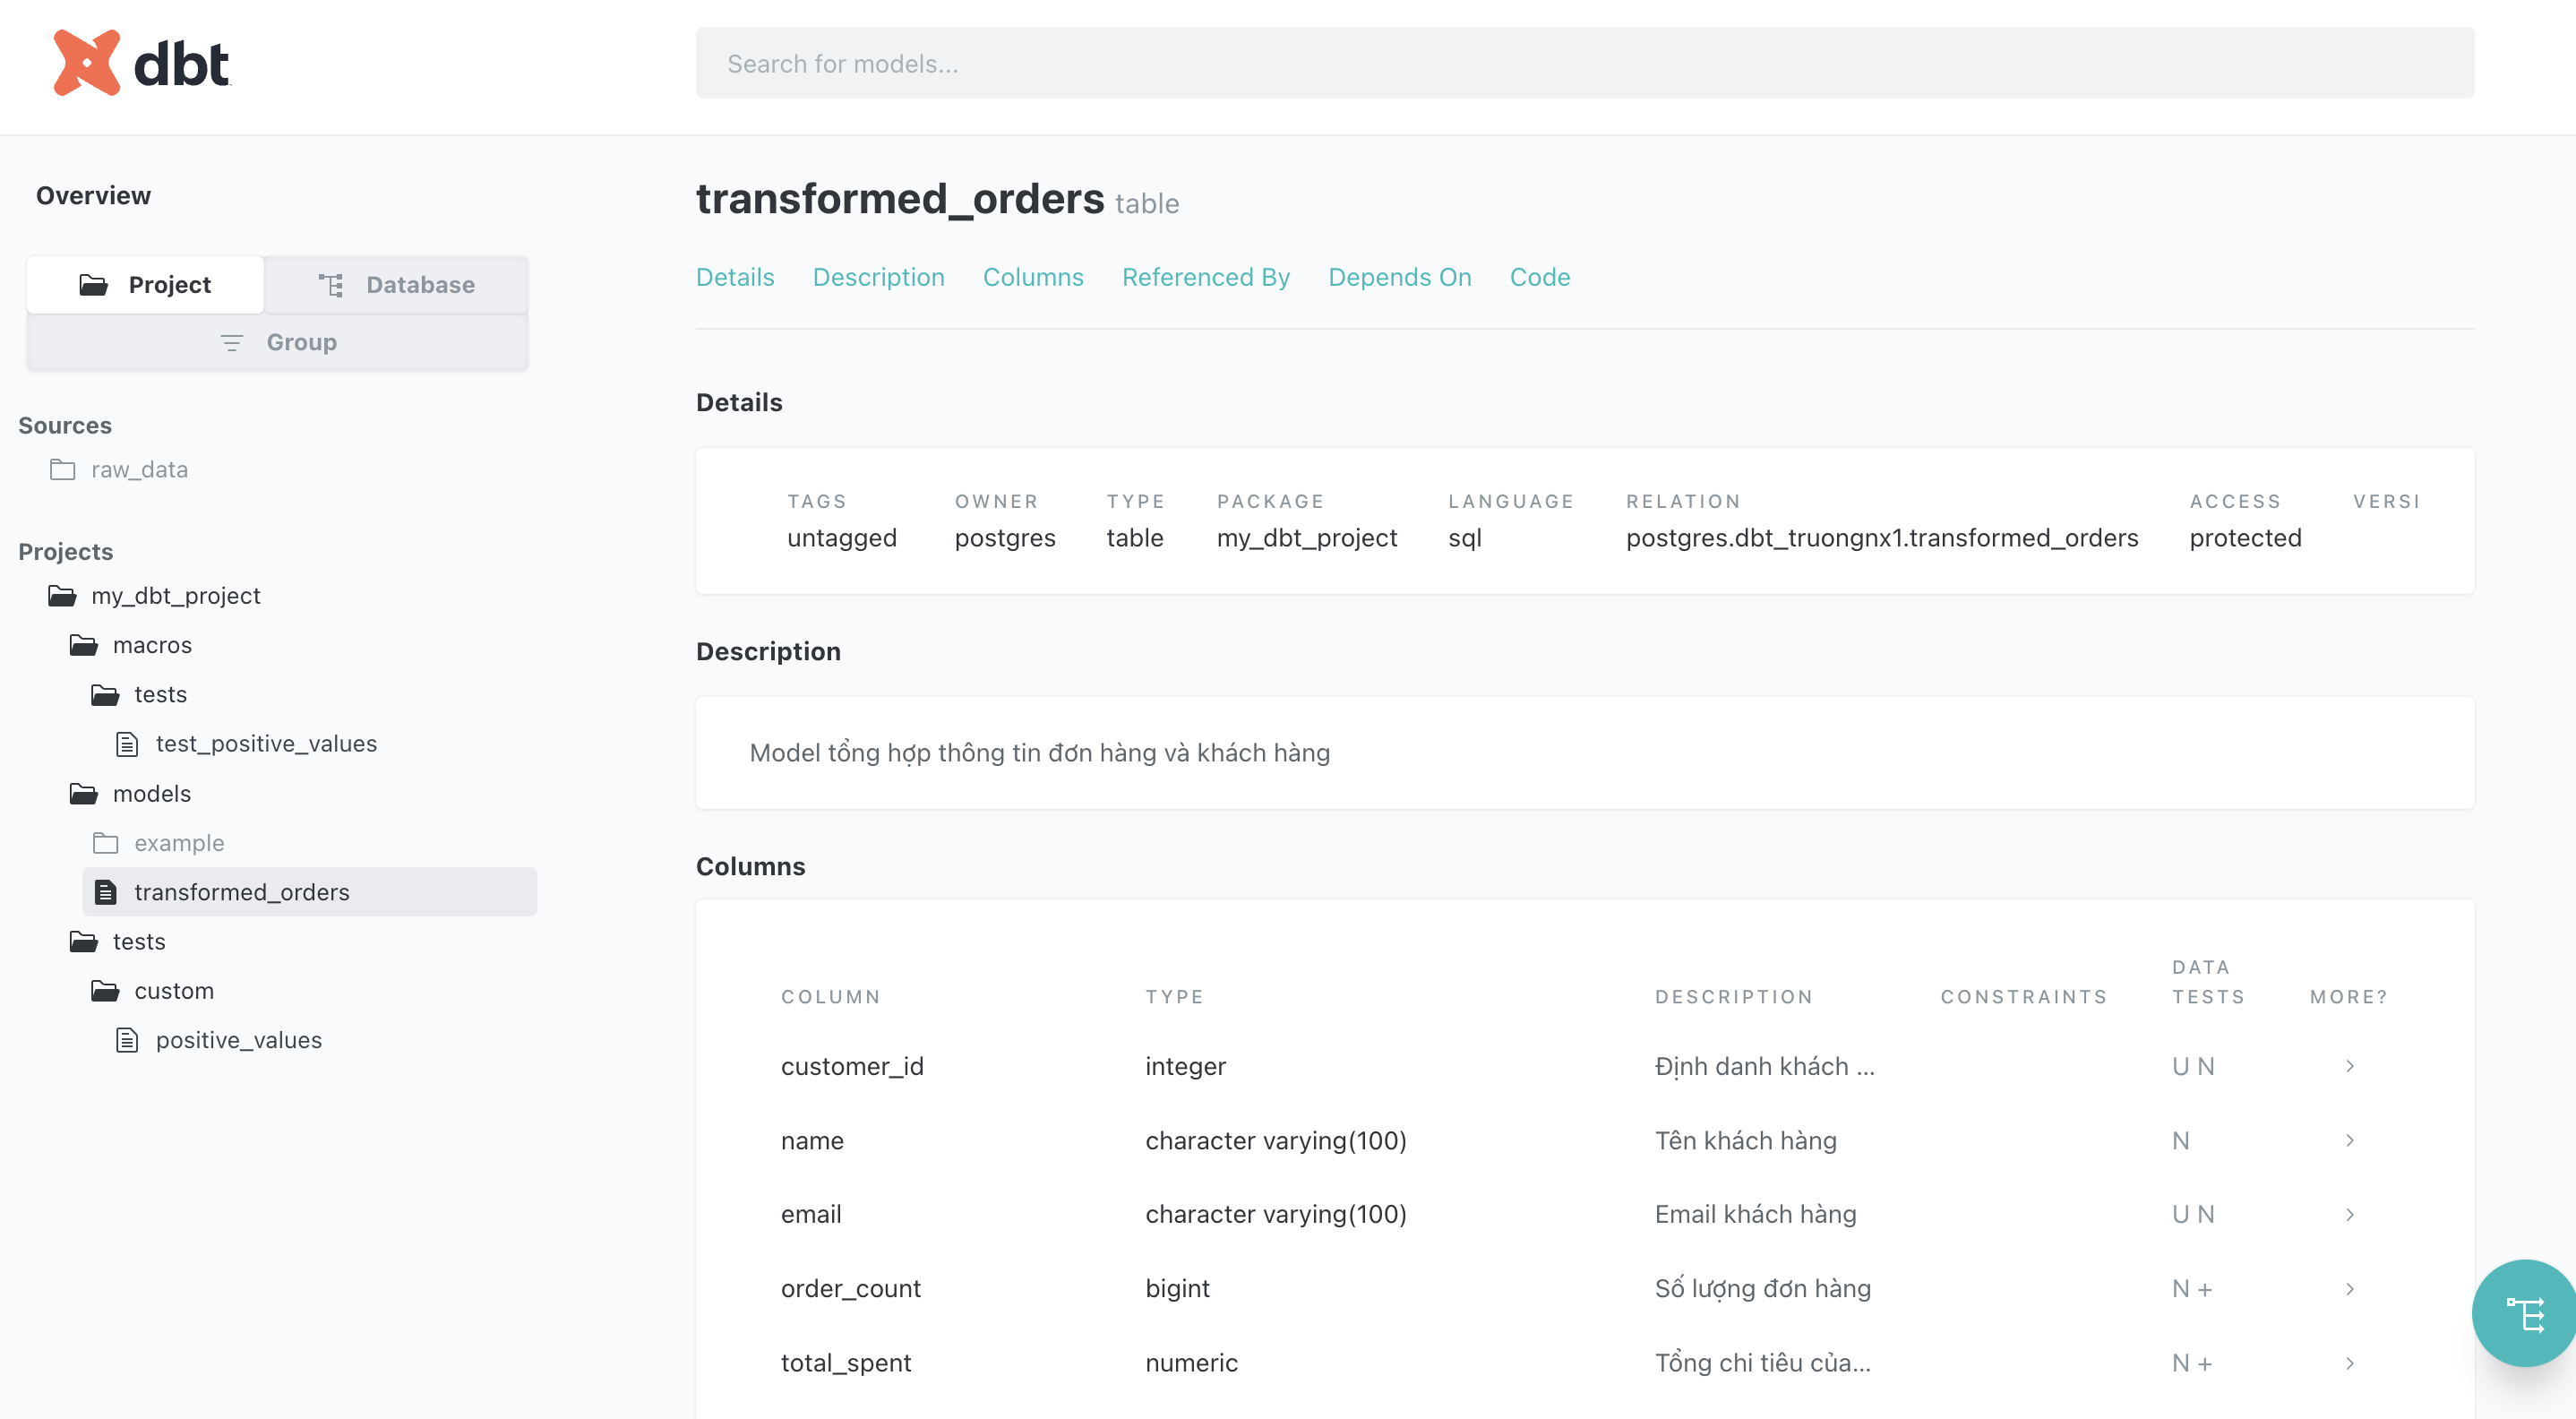 dbt
Search for models...
Overview
Project
Database
Group
Sources
raw_data
Projects
my_dbt_project
macros
tests
test_positive_values
models
example
transformed_orders
tests
custom
positive_values
transformed_orders table
Details Description Columns Referenced By Depends On Code
Details
TAGS OWNER TYPE PACKAGE LANGUAGE RELATION ACCESS VERSI
untagged postgres table my_dbt_project sql postgres.dbt_truongnx1.transformed_orders protected
Description
Model tổng hợp thông tin đơn hàng và khách hàng
Columns
COLUMN TYPE DESCRIPTION CONSTRAINTS DATA TESTS MORE?
customer_id integer Định danh khách ... U N
name character varying(100) Tên khách hàng N
email character varying(100) Email khách hàng U N
order_count bigint Số lượng đơn hàng N +
total_spent numeric Tổng chi tiêu của... N +